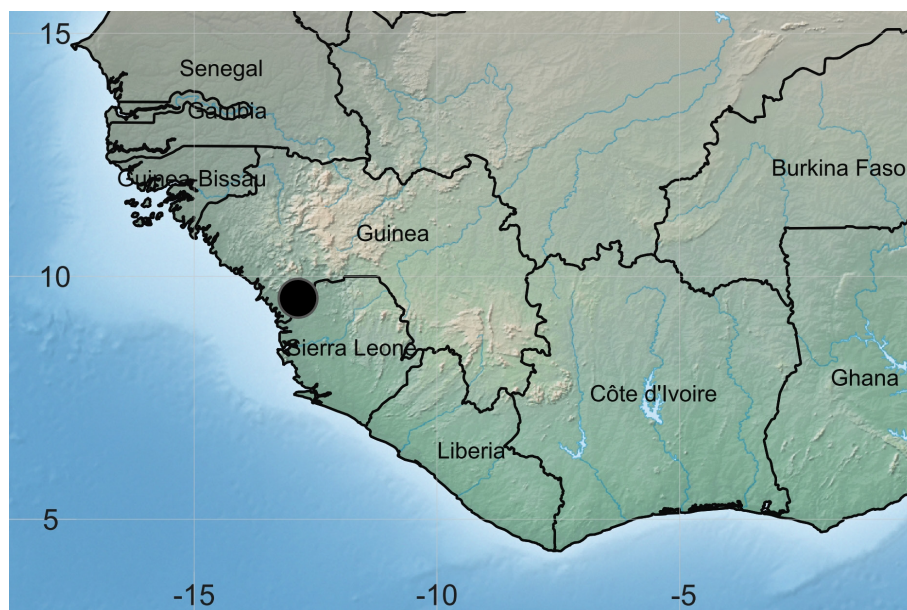 15
Senegal
Gambia
Burkina Faso
Guinea-Bissau
Guinea
10
Sierra Leone
Ghana
Côte d'Ivoire
Liberia
5
-15
-10
-5